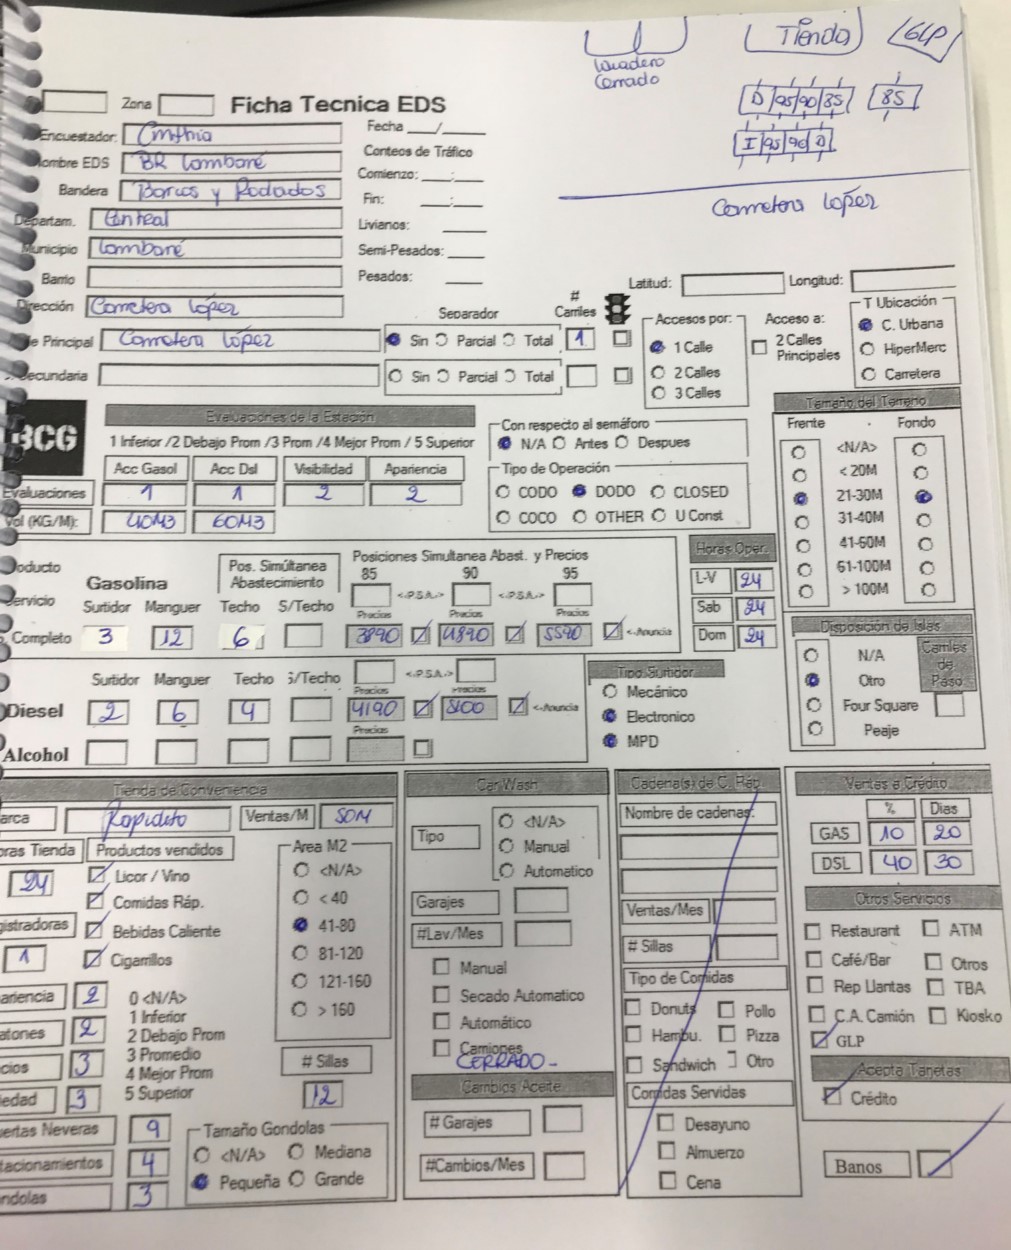 Lavadero
Cerrado
Tienda
GLP
D 95 90 85
85
I 95 90 D
Carretera López
Zona
Ficha Tecnica EDS
Encuestador: Cinthia
Fecha ___/___
Nombre EDS BR Lambaré
Conteos de Tráfico
Bandera Barcos y Rodados
Comienzo: ___:___
Departam. Central
Fin: ___:___
Municipio Lambaré
Livianos:
Semi-Pesados:
Barrio
Pesados:
Dirección Carretera López
Latitud: Longitud:
Separador
# Carriles
Principal Carretera López
Sin Parcial Total 1
Secundaria
Sin Parcial Total
Accesos por:
1 Calle
2 Calles
3 Calles
Acceso a:
2 Calles
Principales
T Ubicación
C. Urbana
HiperMerc
Carretera
BCG
Evaluaciones de la Estación
1 Inferior /2 Debajo Prom /3 Prom /4 Mejor Prom / 5 Superior
Acc Gasol Acc Dsl Visibilidad Apariencia
Evaluaciones 1 1 2 2
Vol (KG/M): 40M3 60M3
Con respecto al semáforo
N/A Antes Despues
Tipo de Operación
CODO DODO CLOSED
COCO OTHER U Const
Tamaño del Terreno
Frente Fondo
<N/A>
< 20M
21-30M
31-40M
41-60M
61-100M
> 100M
Producto
Servicio
Gasolina
Pos. Simúltanea
Abastecimiento
Posiciones Simultanea Abast. y Precios
85 90 95
<-P.S.A.-> <-P.S.A.->
Surtidor Manguer Techo S/Techo
Precios Precios Precios
Completo 3 12 6 3890 4890 5590 <-Anuncia
Horas Oper.
L-V 24
Sab 24
Dom 24
Surtidor Manguer Techo S/Techo
<-P.S.A.->
Precios Precios
Diesel 2 6 4 4190 5100 <-Anuncia
Precios
Alcohol
Tipo Surtidor
Mecánico
Electronico
MPD
Disposición de Islas
N/A
Otro
Four Square
Peaje
Carriles
de
Paso
Tienda de Conveniencia
Marca Rapidito Ventas/M 50M
Horas Tienda
24
Productos vendidos
Licor / Vino
Comidas Ráp.
Bebidas Caliente
Cigarrillos
Registradoras
1
Area M2
<N/A>
< 40
41-80
81-120
121-160
> 160
Apariencia 2
2
3
3
0 <N/A>
1 Inferior
2 Debajo Prom
3 Promedio
4 Mejor Prom
5 Superior
# Sillas
12
Puertas Neveras 9
Estacionamientos 4
Gondolas 3
Tamaño Gondolas
<N/A> Mediana
Pequeña Grande
Car Wash
Tipo
<N/A>
Manual
Automatico
Garajes
#Lav/Mes
Manual
Secado Automatico
Automático
Camiones
CERRADO-
Cambios Aceite
# Garajes
#Cambios/Mes
Cadena(s) de C. Ráp.
Nombre de cadenas:
Ventas/Mes
# Sillas
Tipo de Comidas
Donuts Pollo
Hambu. Pizza
Sandwich Otro
Comidas Servidas
Desayuno
Almuerzo
Cena
Ventas a Crédito
% Dias
GAS 10 20
DSL 40 30
Otros Servicios
Restaurant ATM
Café/Bar Otros
Rep Llantas TBA
C.A. Camión Kiosko
GLP
Acepta Tarjetas
Crédito
Banos